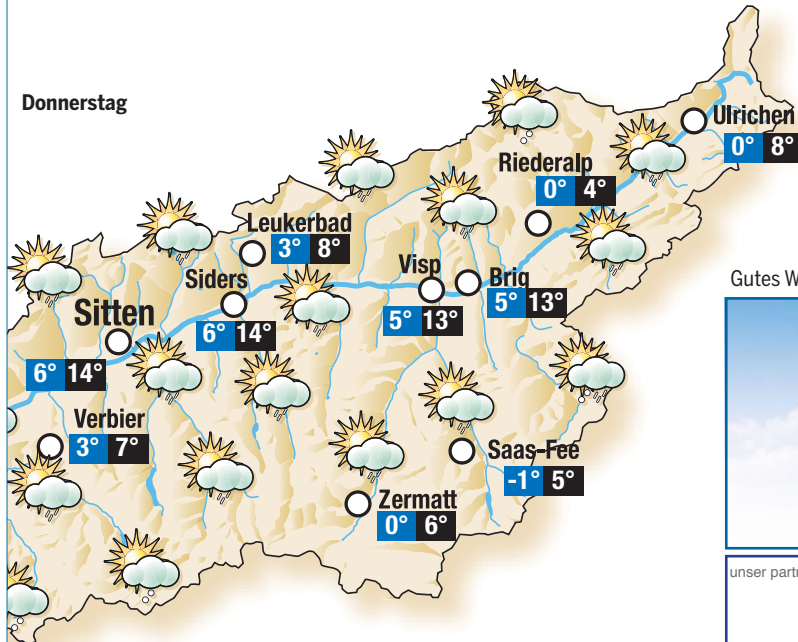 Donnerstag
Ulrichen
0° 8°
Riederalp
0° 4°
Leukerbad
3° 8°
Visp
5° 13°
Brig
5° 13°
Siders
6° 14°
Sitten
6° 14°
Verbier
3° 7°
Saas-Fee
-1° 5°
Zermatt
0° 6°
Gutes W
unser partn